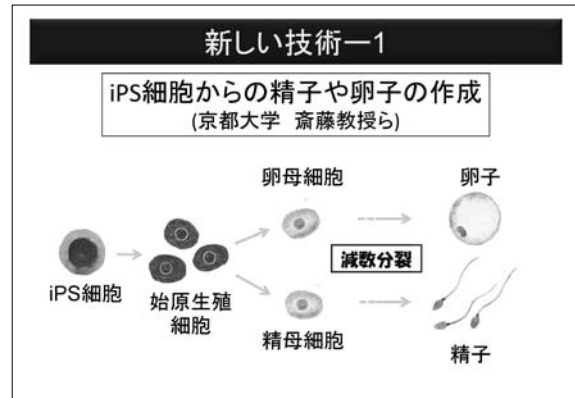 新しい技術—1
iPS細胞からの精子や卵子の作成
(京都大学　斎藤教授ら)
卵母細胞
卵子
減数分裂
iPS細胞
始原生殖
細胞
精母細胞
精子